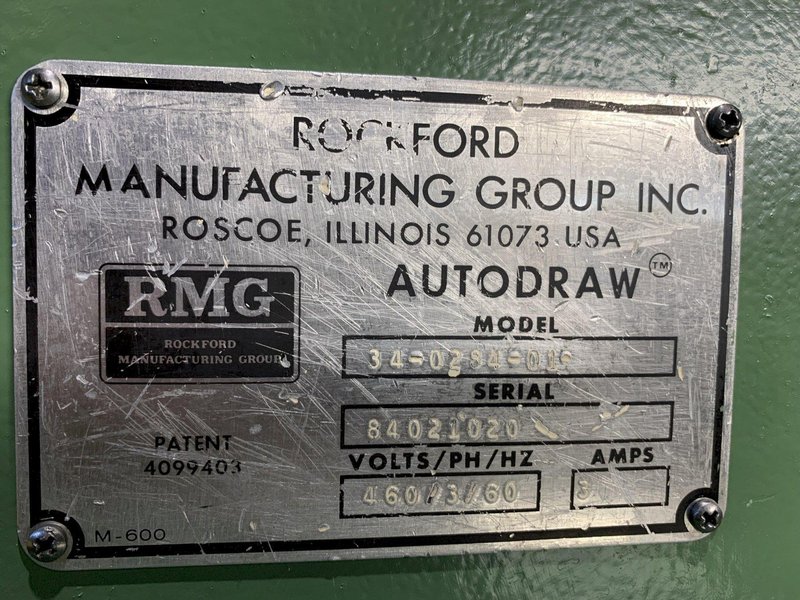 ROCKFORD
MANUFACTURING GROUP INC.
ROSCOE, ILLINOIS 61073 USA
AUTODRAW™
RMG
ROCKFORD
MANUFACTURING GROUP
MODEL
SERIAL
84021020
PATENT
4099403
VOLTS/PH/HZ
460/3/60
AMPS
3
M-600